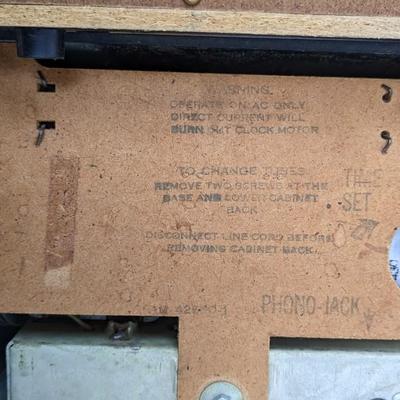 WARNING
OPERATE ON AC ONLY
DIRECT CURRENT WILL
BURN OUT CLOCK MOTOR
TO CHANGE TUBES
REMOVE TWO SCREWS AT THE
BASE AND LOWER CABINET
BACK
DISCONNECT LINE CORD BEFORE
REMOVING CABINET BACK
THIS
SET
PHONO-JACK